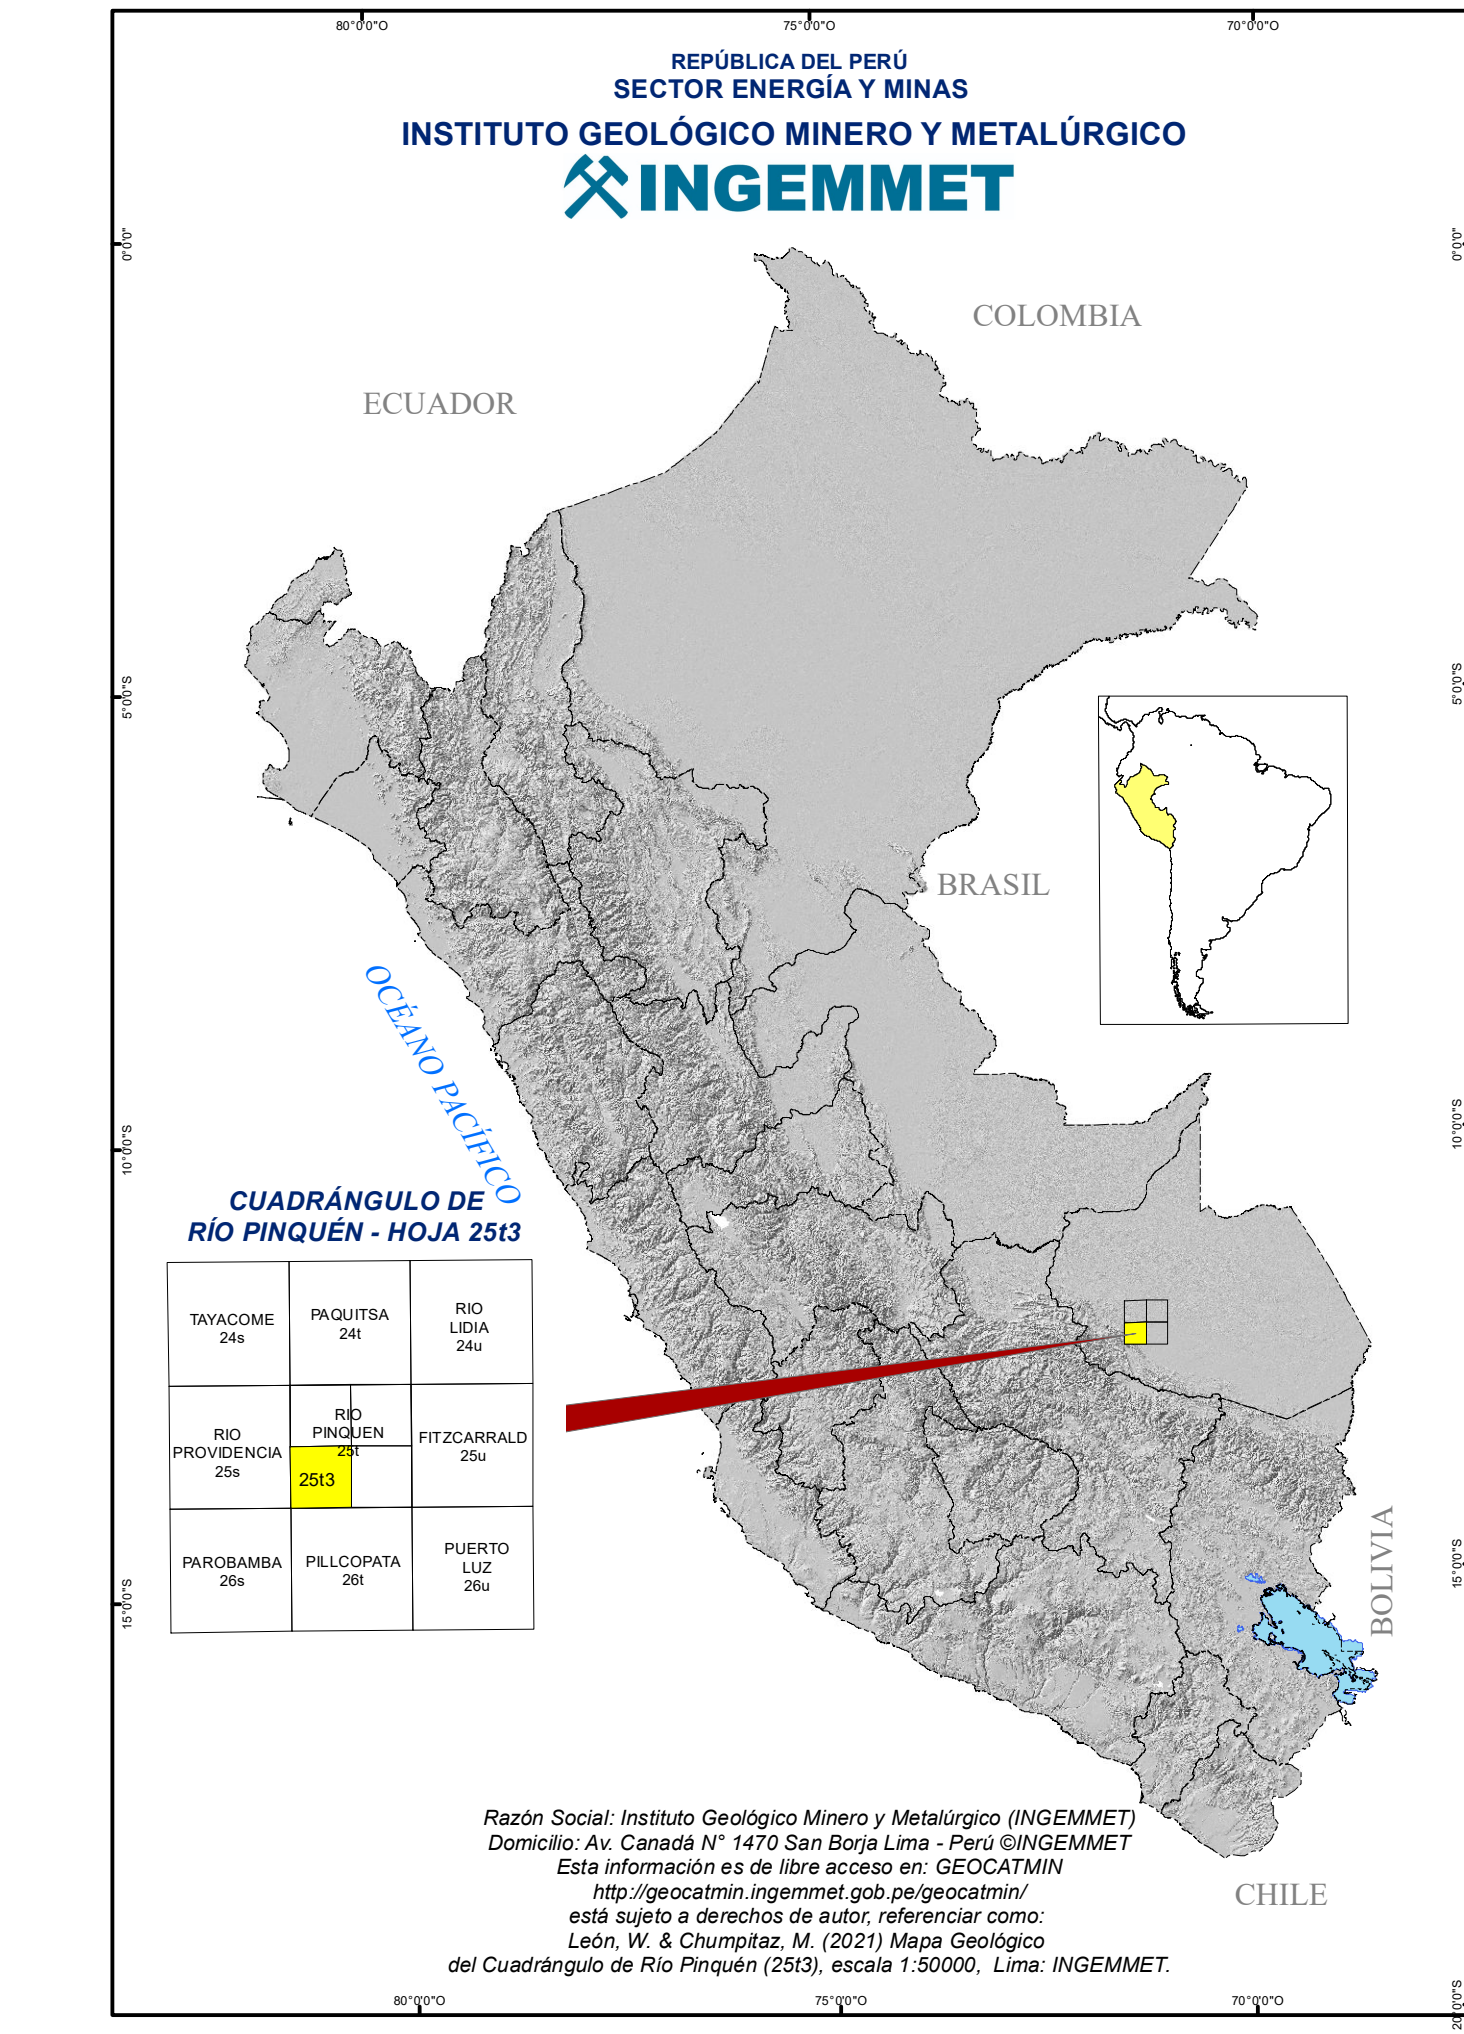 80°0'0"O
75°0'0"O
70°0'0"O
REPÚBLICA DEL PERÚ
SECTOR ENERGÍA Y MINAS
INSTITUTO GEOLÓGICO MINERO Y METALÚRGICO
INGEMMET
0°0'0"
0°0'0"
COLOMBIA
ECUADOR
5°0'0"S
5°0'0"S
BRASIL
OCÉANO PACÍFICO
10°0'0"S
10°0'0"S
CUADRÁNGULO DE
RÍO PINQUÉN - HOJA 25t3
TAYACOME
24s
PAQUITSA
24t
RIO
LIDIA
24u
RIO
PROVIDENCIA
25s
RIO
PINQUEN
25t
25t3
FITZCARRALD
25u
PAROBAMBA
26s
PILLCOPATA
26t
PUERTO
LUZ
26u
15°0'0"S
15°0'0"S
BOLIVIA
Razón Social: Instituto Geológico Minero y Metalúrgico (INGEMMET)
Domicilio: Av. Canadá N° 1470 San Borja Lima - Perú ©INGEMMET
Esta información es de libre acceso en: GEOCATMIN
http://geocatmin.ingemmet.gob.pe/geocatmin/
está sujeto a derechos de autor, referenciar como:
León, W. & Chumpitaz, M. (2021) Mapa Geológico
del Cuadrángulo de Río Pinquén (25t3), escala 1:50000, Lima: INGEMMET.
CHILE
80°0'0"O
75°0'0"O
70°0'0"O
20°0'0"S